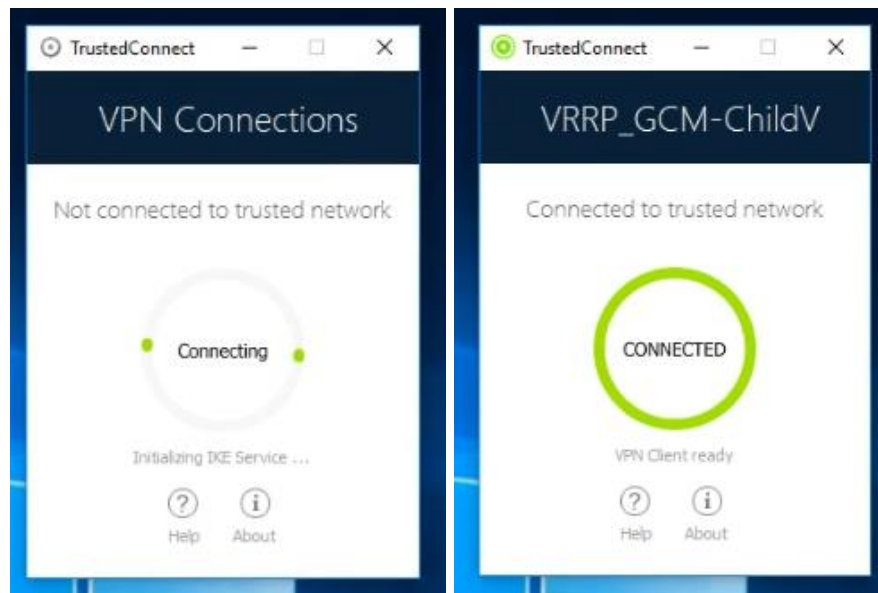 TrustedConnect
VPN Connections
Not connected to trusted network
Connecting
Initializing IKE Service ...
Help About
TrustedConnect
VRRP_GCM-ChildV
Connected to trusted network
CONNECTED
VPN Client ready
Help About